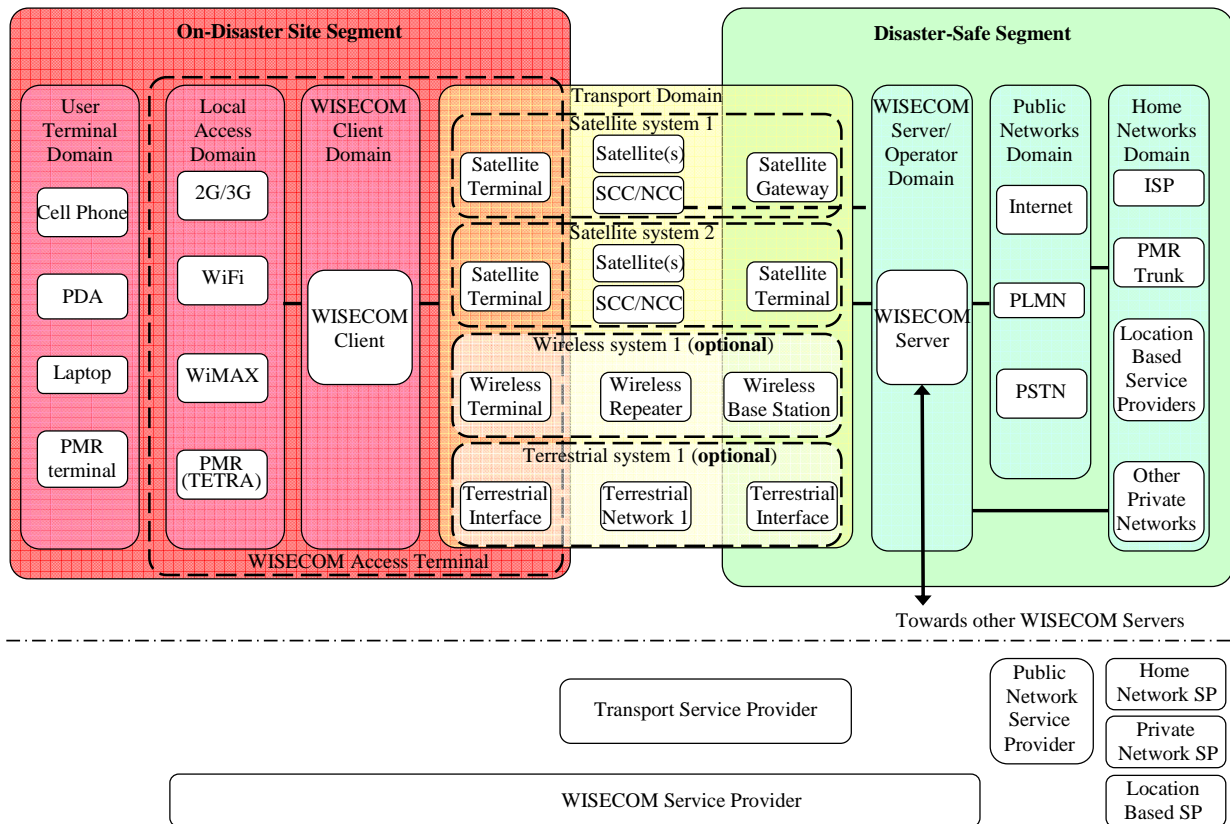 On-Disaster Site Segment
Disaster-Safe Segment
User
Terminal
Domain
Cell Phone
PDA
Laptop
PMR
terminal
Local
Access
Domain
2G/3G
WiFi
WiMAX
PMR
(TETRA)
WISECOM
Client
Domain
WISECOM
Client
WISECOM Access Terminal
Transport Domain
Satellite system 1
Satellite
Terminal
Satellite(s)
SCC/NCC
Satellite
Gateway
Satellite system 2
Satellite
Terminal
Satellite(s)
SCC/NCC
Satellite
Terminal
Wireless system 1 (optional)
Wireless
Terminal
Wireless
Repeater
Wireless
Base Station
Terrestrial system 1 (optional)
Terrestrial
Interface
Terrestrial
Network 1
Terrestrial
Interface
WISECOM
Server/
Operator
Domain
WISECOM
Server
Public
Networks
Domain
Internet
PLMN
PSTN
Home
Networks
Domain
ISP
PMR
Trunk
Location
Based
Service
Providers
Other
Private
Networks
Towards other WISECOM Servers
Transport Service Provider
Public
Network
Service
Provider
Home
Network SP
Private
Network SP
Location
Based SP
WISECOM Service Provider